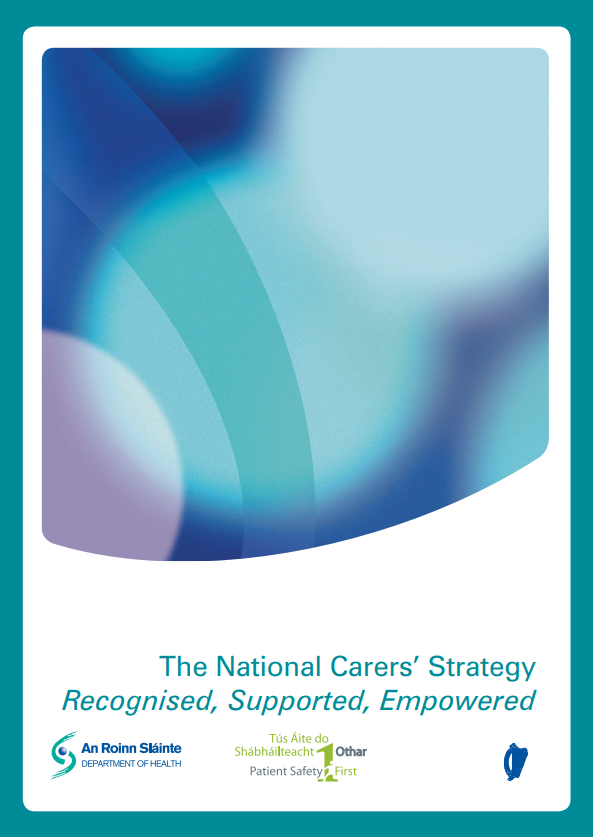 The National Carers’ Strategy
Recognised, Supported, Empowered
An Roinn Sláinte
DEPARTMENT OF HEALTH
Tús Áite do
Shábháilteacht 1 Othar
Patient Safety First